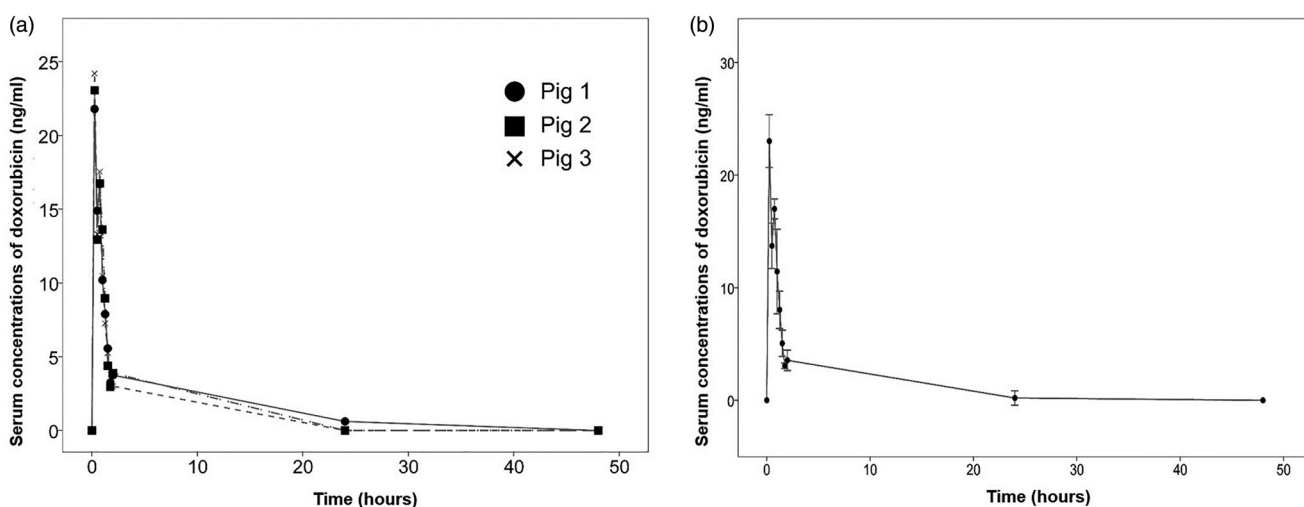 (a)
Serum concentrations of doxorubicin (ng/ml)
25
20
15
10
5
0
0 10 20 30 40 50
Time (hours)
Pig 1
Pig 2
Pig 3
(b)
Serum concentrations of doxorubicin (ng/ml)
30
20
10
0
0 10 20 30 40 50
Time (hours)